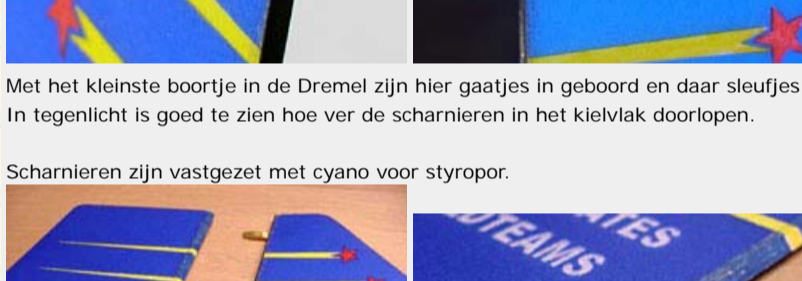 Met het kleinste boortje in de Dremel zijn hier gaatjes in geboord en daar sleufjes
In tegenlicht is goed te zien hoe ver de scharnieren in het kielvlak doorlopen.
Scharnieren zijn vastgezet met cyano voor styropor.